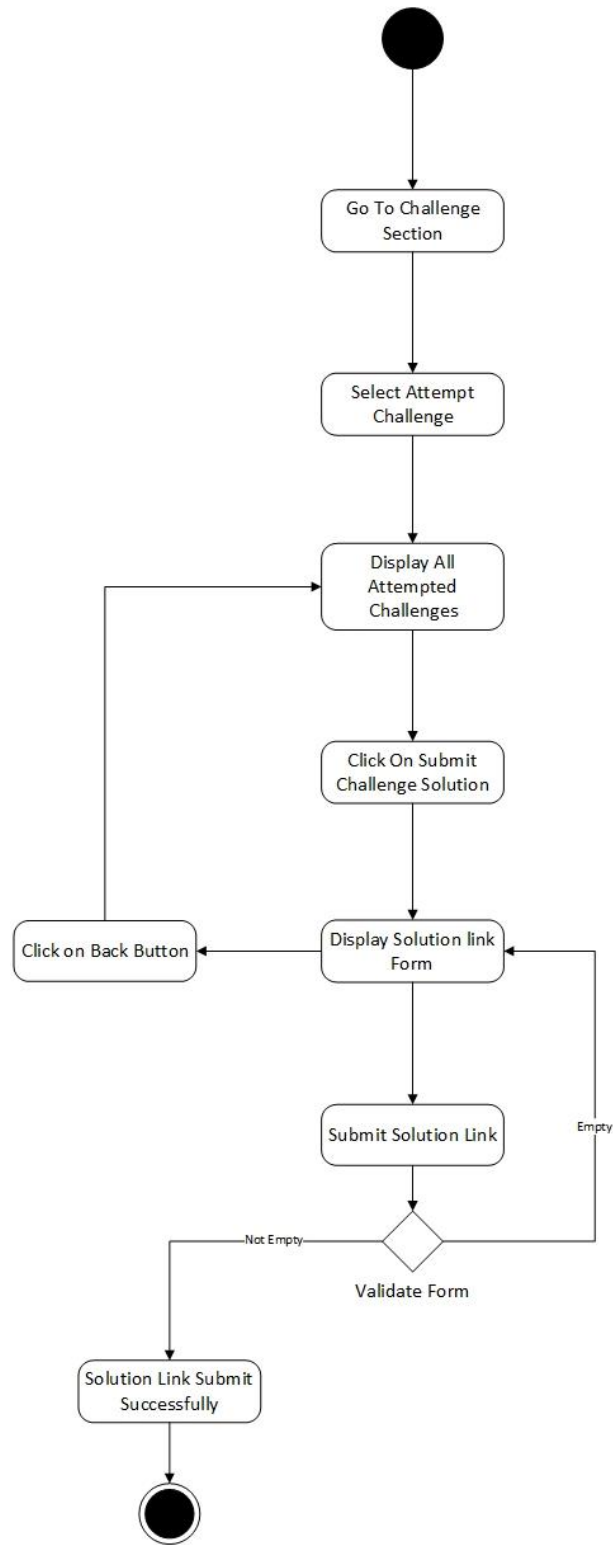 Go To Challenge
Section
Select Attempt
Challenge
Display All
Attempted
Challenges
Click On Submit
Challenge Solution
Click on Back Button
Display Solution link
Form
Submit Solution Link
Empty
Not Empty
Validate Form
Solution Link Submit
Successfully